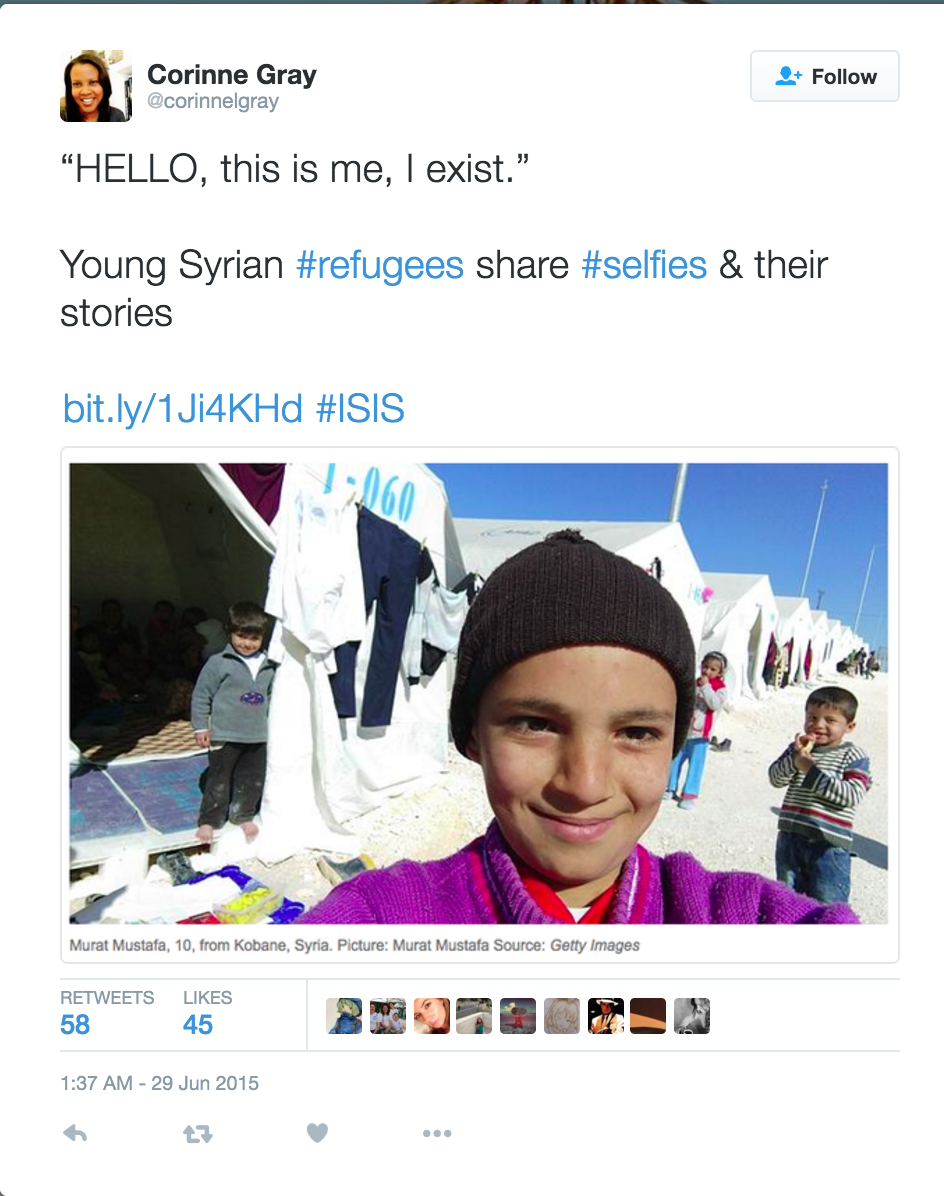 Corinne Gray
@corinnelgray
Follow
“HELLO, this is me, I exist.”
Young Syrian #refugees share #selfies & their
stories
bit.ly/1Ji4KHd #ISIS
1-060
Murat Mustafa, 10, from Kobane, Syria. Picture: Murat Mustafa Source: Getty Images
RETWEETS LIKES
58 45
1:37 AM - 29 Jun 2015